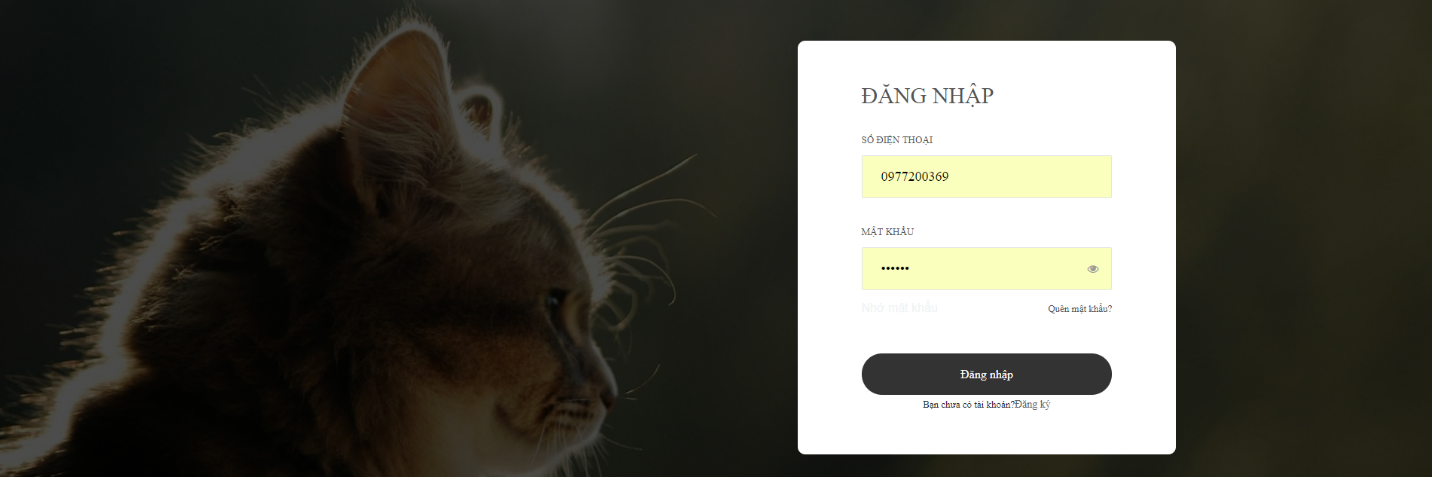 ĐĂNG NHẬP
SỐ ĐIỆN THOẠI
0977200369
MẬT KHẨU
••••••
Nhớ mật khẩu Quên mật khẩu?
Đăng nhập
Bạn chưa có tài khoản?Đăng ký